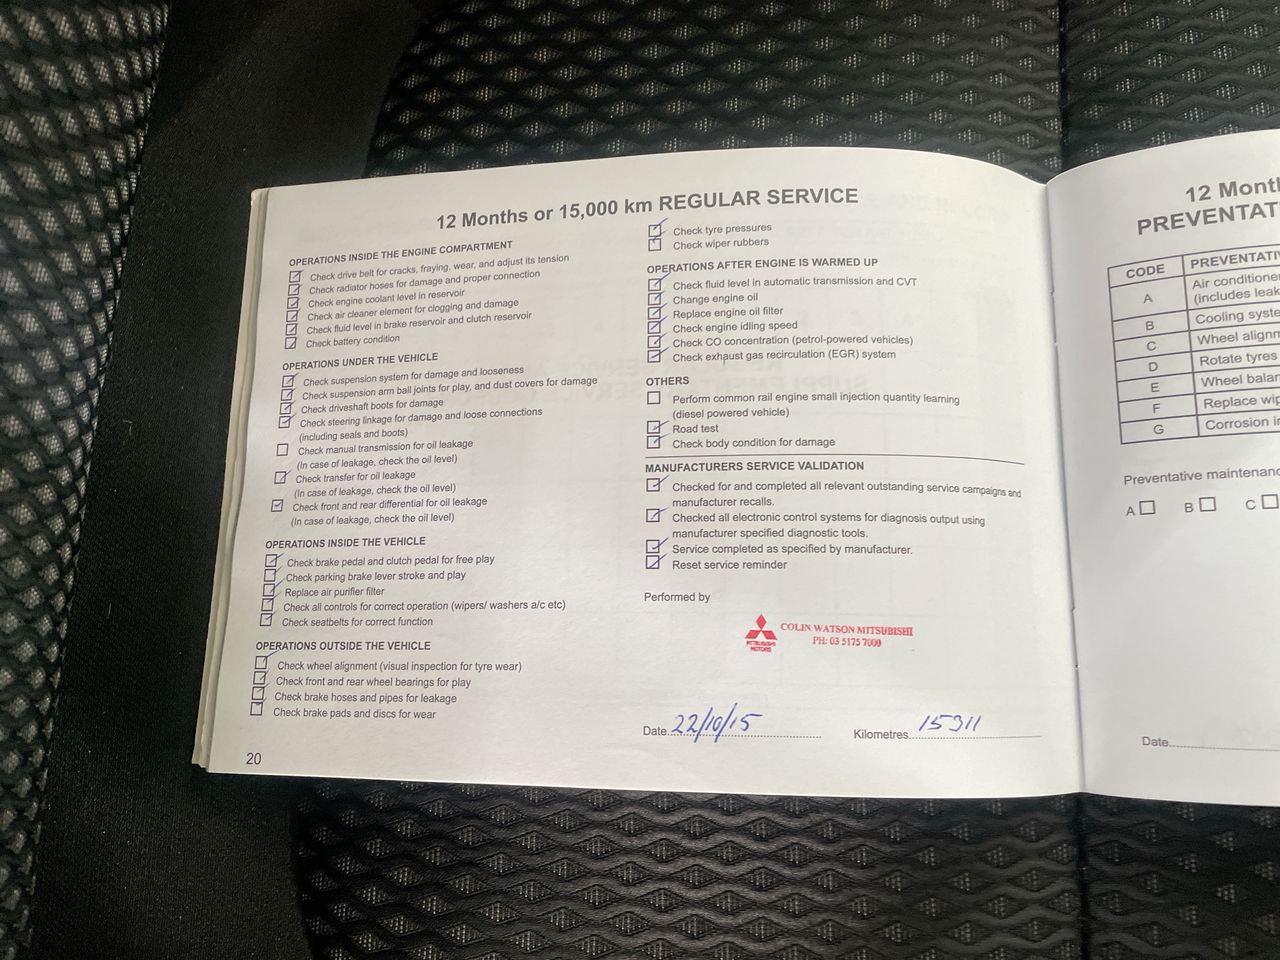 12 Months or 15,000 km REGULAR SERVICE
OPERATIONS INSIDE THE ENGINE COMPARTMENT
Check drive belt for cracks, fraying, wear, and adjust its tension
Check radiator hoses for damage and proper connection
Check engine coolant level in reservoir
Check air cleaner element for clogging and damage
Check fluid level in brake reservoir and clutch reservoir
Check battery condition
OPERATIONS UNDER THE VEHICLE
Check suspension system for damage and looseness
Check suspension arm ball joints for play, and dust covers for damage
Check driveshaft boots for damage
Check steering linkage for damage and loose connections
(including seals and boots)
Check manual transmission for oil leakage
(In case of leakage, check the oil level)
Check transfer for oil leakage
(In case of leakage, check the oil level)
Check front and rear differential for oil leakage
(In case of leakage, check the oil level)
OPERATIONS INSIDE THE VEHICLE
Check brake pedal and clutch pedal for free play
Check parking brake lever stroke and play
Replace air purifier filter
Check all controls for correct operation (wipers/ washers a/c etc)
Check seatbelts for correct function
OPERATIONS OUTSIDE THE VEHICLE
Check wheel alignment (visual inspection for tyre wear)
Check front and rear wheel bearings for play
Check brake hoses and pipes for leakage
Check brake pads and discs for wear
20
Check tyre pressures
Check wiper rubbers
OPERATIONS AFTER ENGINE IS WARMED UP
Check fluid level in automatic transmission and CVT
Change engine oil
Replace engine oil filter
Check engine idling speed
Check CO concentration (petrol-powered vehicles)
Check exhaust gas recirculation (EGR) system
OTHERS
Perform common rail engine small injection quantity learning
(diesel powered vehicle)
Road test
Check body condition for damage
MANUFACTURERS SERVICE VALIDATION
Checked for and completed all relevant outstanding service campaigns and
manufacturer recalls.
Checked all electronic control systems for diagnosis output using
manufacturer specified diagnostic tools.
Service completed as specified by manufacturer.
Reset service reminder
Performed by
MITSUBISHI
MOTORS
COLIN WATSON MITSUBISHI
PH: 03 5175 7000
Date 22/10/15 Kilometres 15311
12 Mont
PREVENTAT
CODE PREVENTATIV
A Air conditione
(includes leak
B Cooling syste
C Wheel alignm
D Rotate tyres
E Wheel balan
F Replace wip
G Corrosion in
Preventative maintenanc
A B C
Date